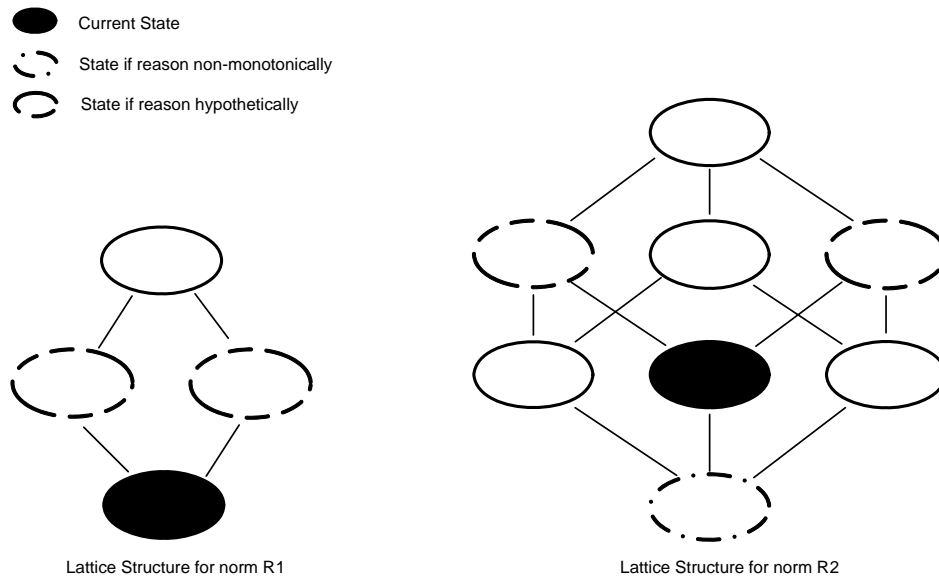 Current State
State if reason non-monotonically
State if reason hypothetically
Lattice Structure for norm R1
Lattice Structure for norm R2